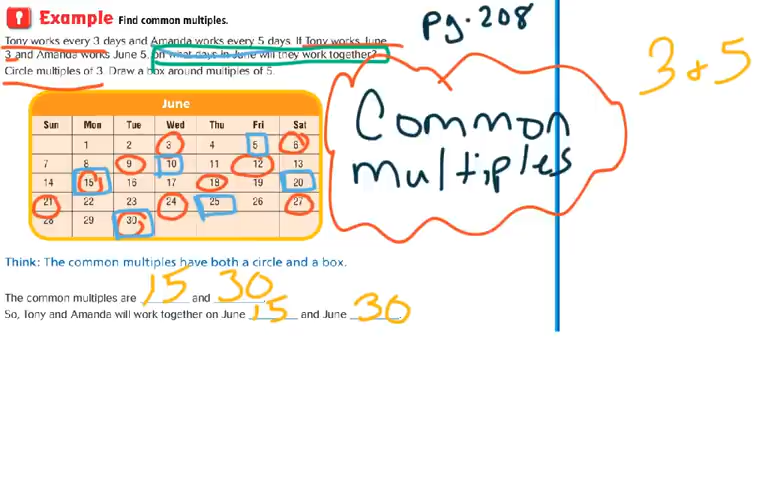 ! Example Find common multiples.
Tony works every 3 days and Amanda works every 5 days. If Tony works June
3 and Amanda works June 5, on what days in June will they work together?
Circle multiples of 3. Draw a box around multiples of 5.
pg. 208
3 & 5
Common
multiples
June
Sun Mon Tue Wed Thu Fri Sat
1 2 3 4 5 6
7 8 9 10 11 12 13
14 15 16 17 18 19 20
21 22 23 24 25 26 27
28 29 30
Think: The common multiples have both a circle and a box.
The common multiples are 15 and 30.
So, Tony and Amanda will work together on June 15 and June 30.